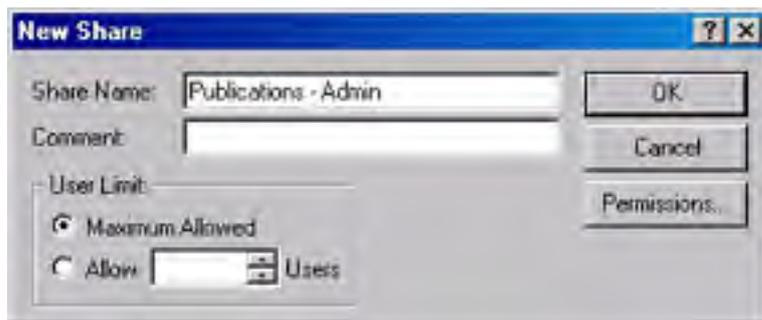 New Share
Share Name: Publications - Admin
OK
Comment:
Cancel
User Limit:
Permissions...
Maximum Allowed
Allow Users